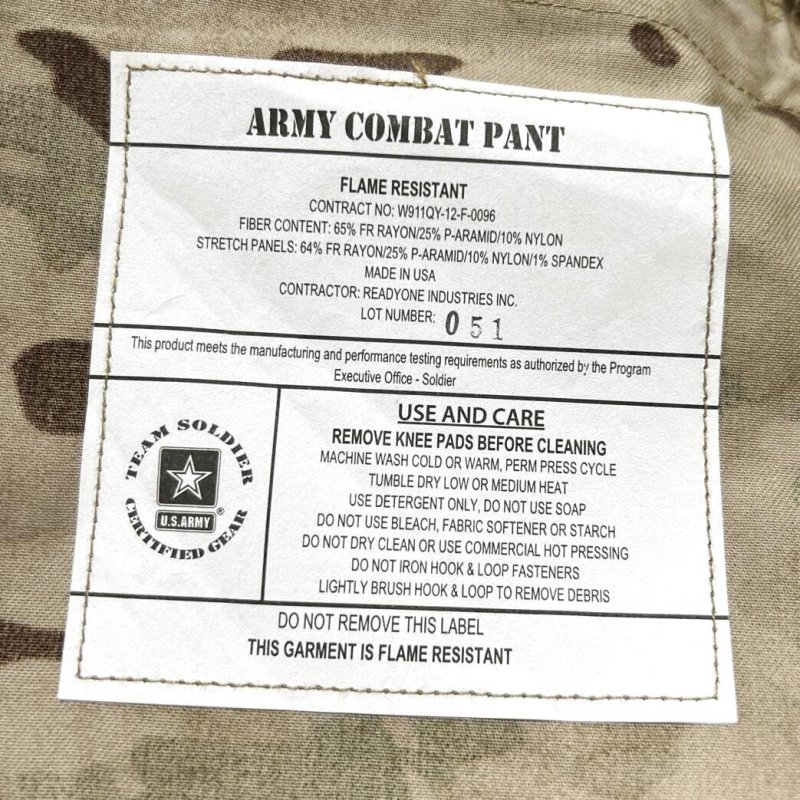 ARMY COMBAT PANT
FLAME RESISTANT
CONTRACT NO: W911QY-12-F-0096
FIBER CONTENT: 65% FR RAYON/25% P-ARAMID/10% NYLON
STRETCH PANELS: 64% FR RAYON/25% P-ARAMID/10% NYLON/1% SPANDEX
MADE IN USA
CONTRACTOR: READYONE INDUSTRIES INC.
LOT NUMBER: 051
This product meets the manufacturing and performance testing requirements as authorized by the Program
Executive Office - Soldier
TEAM SOLDIER
U.S.ARMY®
CERTIFIED GEAR
USE AND CARE
REMOVE KNEE PADS BEFORE CLEANING
MACHINE WASH COLD OR WARM, PERM PRESS CYCLE
TUMBLE DRY LOW OR MEDIUM HEAT
USE DETERGENT ONLY, DO NOT USE SOAP
DO NOT USE BLEACH, FABRIC SOFTENER OR STARCH
DO NOT DRY CLEAN OR USE COMMERCIAL HOT PRESSING
DO NOT IRON HOOK & LOOP FASTENERS
LIGHTLY BRUSH HOOK & LOOP TO REMOVE DEBRIS
DO NOT REMOVE THIS LABEL
THIS GARMENT IS FLAME RESISTANT